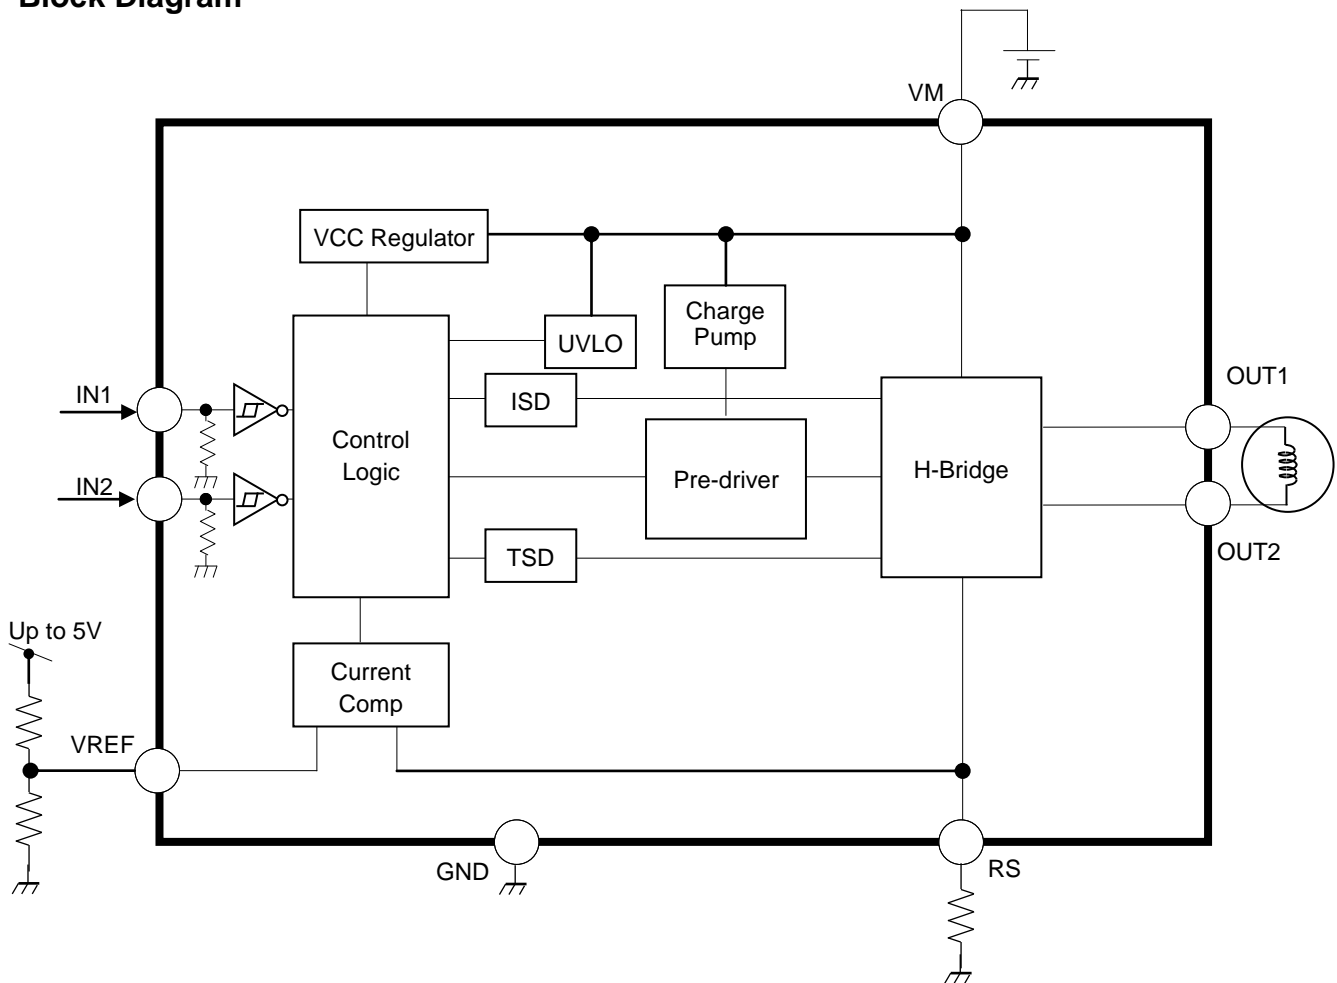 Block Diagram
VM
VCC Regulator
Charge
Pump
UVLO
OUT1
IN1
ISD
Control
Logic
H-Bridge
Pre-driver
IN2
TSD
OUT2
Up to 5V
Current
Comp
VREF
GND
RS